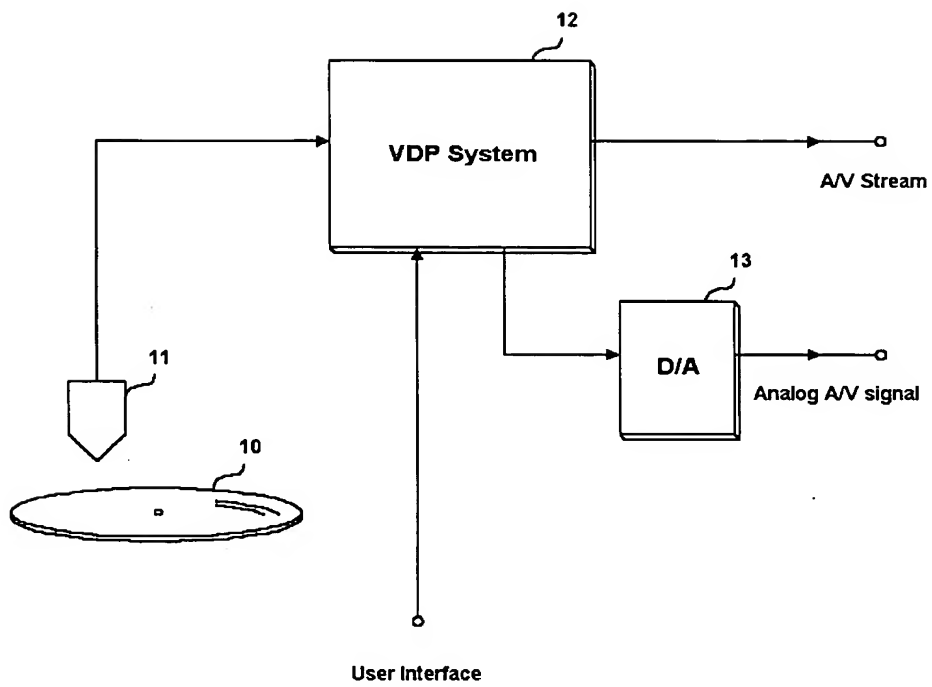 12
VDP System
A/V Stream
13
D/A
Analog A/V signal
11
10
User Interface